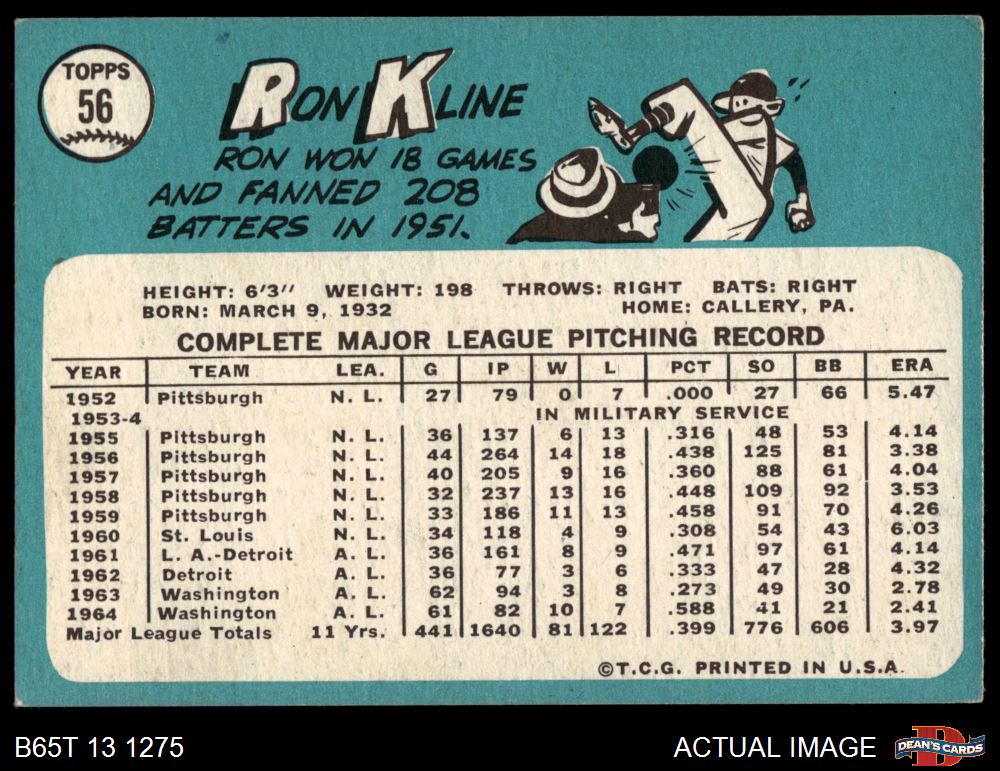 TOPPS
56
RON KLINE
RON WON 18 GAMES
AND FANNED 208
BATTERS IN 1951.
HEIGHT: 6'3" WEIGHT: 198 THROWS: RIGHT BATS: RIGHT
BORN: MARCH 9, 1932 HOME: CALLERY, PA.
COMPLETE MAJOR LEAGUE PITCHING RECORD
YEAR TEAM LEA. G IP W L PCT SO BB ERA
1952 Pittsburgh N. L. 27 79 0 7 .000 27 66 5.47
1953-4 IN MILITARY SERVICE
1955 Pittsburgh N. L. 36 137 6 13 .316 48 53 4.14
1956 Pittsburgh N. L. 44 264 14 18 .438 125 81 3.38
1957 Pittsburgh N. L. 40 205 9 16 .360 88 61 4.04
1958 Pittsburgh N. L. 32 237 13 16 .448 109 92 3.53
1959 Pittsburgh N. L. 33 186 11 13 .458 91 70 4.26
1960 St. Louis N. L. 34 118 4 9 .308 54 43 6.03
1961 L. A.-Detroit A. L. 36 161 8 9 .471 97 61 4.14
1962 Detroit A. L. 36 77 3 6 .333 47 28 4.32
1963 Washington A. L. 62 94 3 8 .273 49 30 2.78
1964 Washington A. L. 61 82 10 7 .588 41 21 2.41
Major League Totals 11 Yrs. 441 1640 81 122 .399 776 606 3.97
©T.C.G. PRINTED IN U.S.A.
B65T 13 1275 ACTUAL IMAGE D DEAN'S CARDS